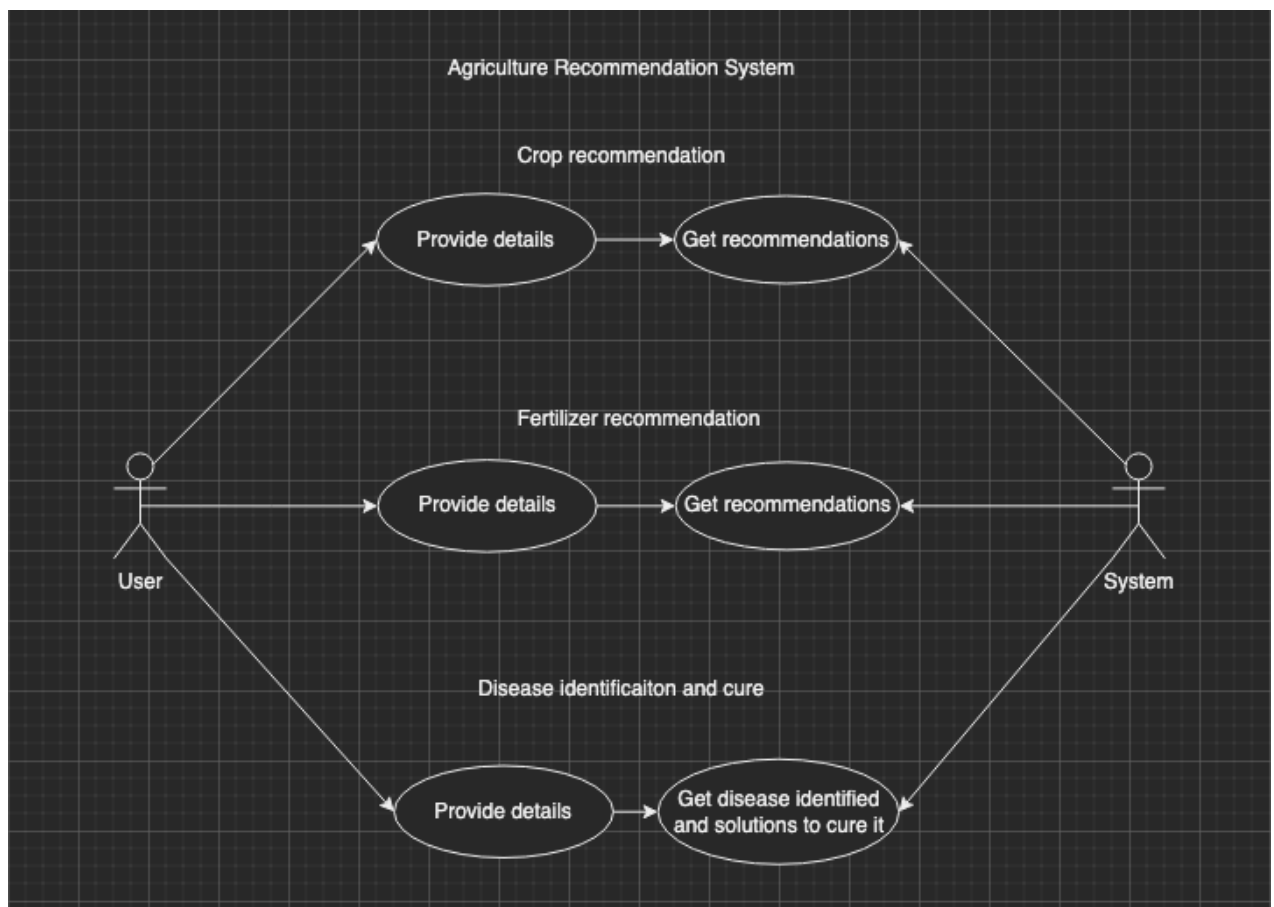 Agriculture Recommendation System
Crop recommendation
Provide details
Get recommendations
Fertilizer recommendation
Provide details
Get recommendations
User
System
Disease identificaiton and cure
Provide details
Get disease identified
and solutions to cure it